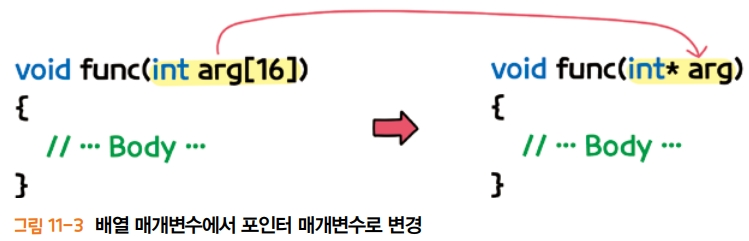 void func(int arg[16])
{
// ··· Body ···
}
void func(int* arg)
{
// ··· Body ···
}
그림 11-3 배열 매개변수에서 포인터 매개변수로 변경